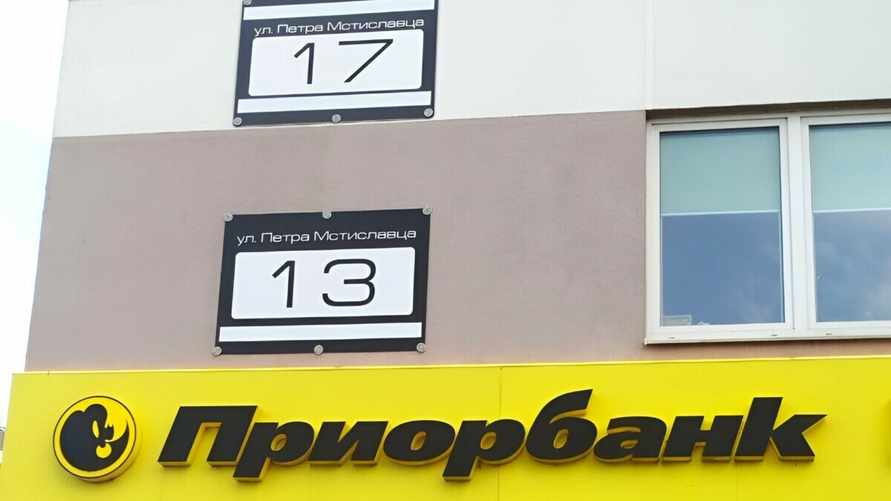 ул. Петра Мстиславца
17
ул. Петра Мстиславца
13
Приорбанк